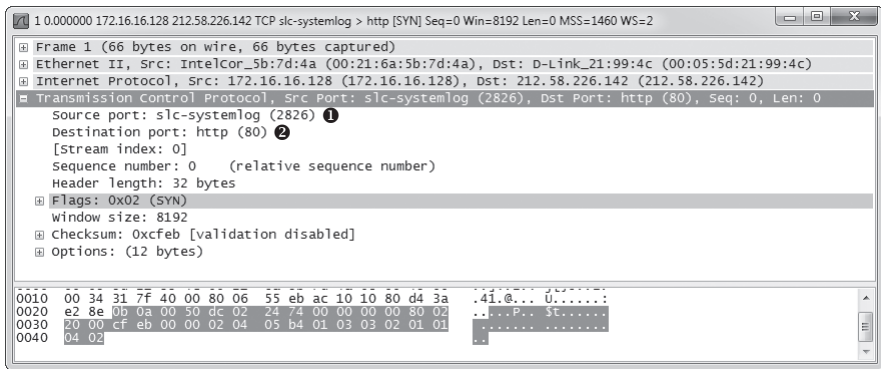 1 0.000000 172.16.16.128 212.58.226.142 TCP slc-systemlog > http [SYN] Seq=0 Win=8192 Len=0 MSS=1460 WS=2
Frame 1 (66 bytes on wire, 66 bytes captured)
Ethernet II, Src: IntelCor_5b:7d:4a (00:21:6a:5b:7d:4a), Dst: D-Link_21:99:4c (00:05:5d:21:99:4c)
Internet Protocol, Src: 172.16.16.128 (172.16.16.128), Dst: 212.58.226.142 (212.58.226.142)
Transmission Control Protocol, Src Port: slc-systemlog (2826), Dst Port: http (80), Seq: 0, Len: 0
Source port: slc-systemlog (2826) ❶
Destination port: http (80) ❷
[Stream index: 0]
Sequence number: 0 (relative sequence number)
Header length: 32 bytes
Flags: 0x02 (SYN)
Window size: 8192
Checksum: 0xcfeb [validation disabled]
Options: (12 bytes)
0010 00 34 31 7f 40 00 80 06 55 eb ac 10 10 80 d4 3a .41.@... U......:
0020 e2 8e 0b 0a 00 50 dc 02 24 74 00 00 00 00 80 02 .....P.. $t......
0030 20 00 cf eb 00 00 02 04 05 b4 01 03 03 02 01 01 ........ ........
0040 04 02 ..